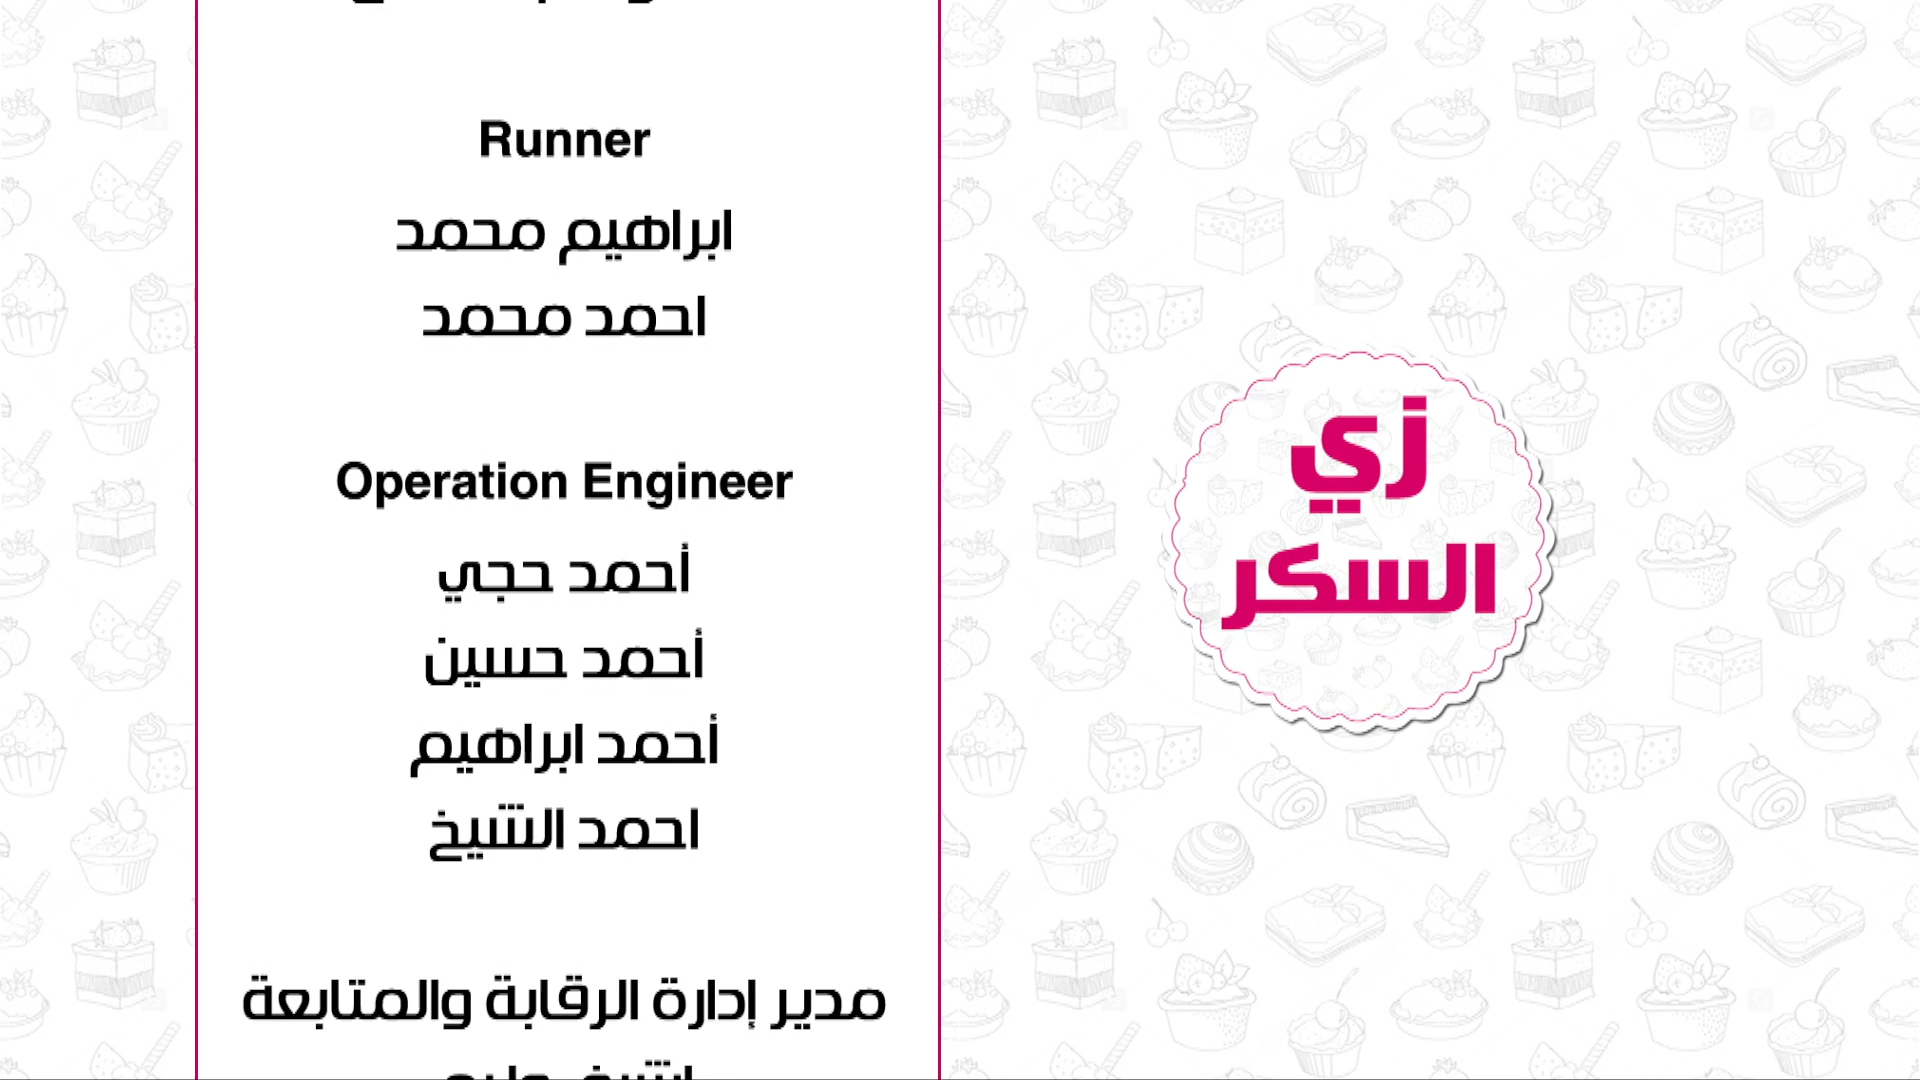 Runner
ابراهيم محمد
احمد محمد
Operation Engineer
أحمد حجي
أحمد حسين
أحمد ابراهيم
احمد الشيخ
مدير إدارة الرقابة والمتابعة
زي
السكر